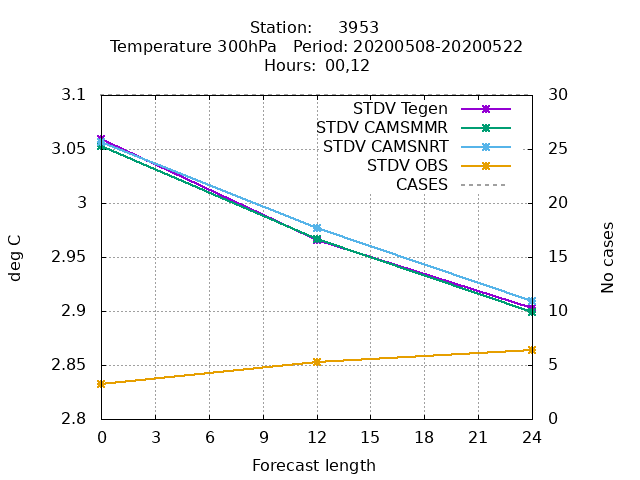 Station: 3953
Temperature 300hPa Period: 20200508-20200522
Hours: 00,12
3.1
3.05
3
2.95
2.9
2.85
2.8
deg C
30
25
20
15
10
5
0
No cases
STDV Tegen
STDV CAMSMMR
STDV CAMSNRT
STDV OBS
CASES
0 3 6 9 12 15 18 21 24
Forecast length